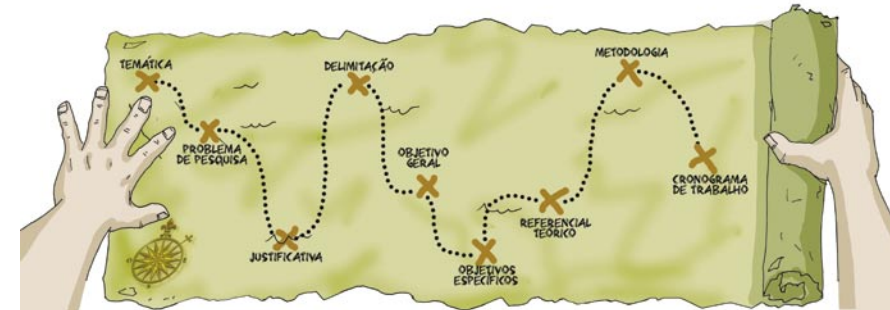 TEMÁTICA
PROBLEMA
DE PESQUISA
JUSTIFICATIVA
DELIMITAÇÃO
OBJETIVO
GERAL
OBJETIVOS
ESPECÍFICOS
REFERENCIAL
TEÓRICO
METODOLOGIA
CRONOGRAMA
DE TRABALHO